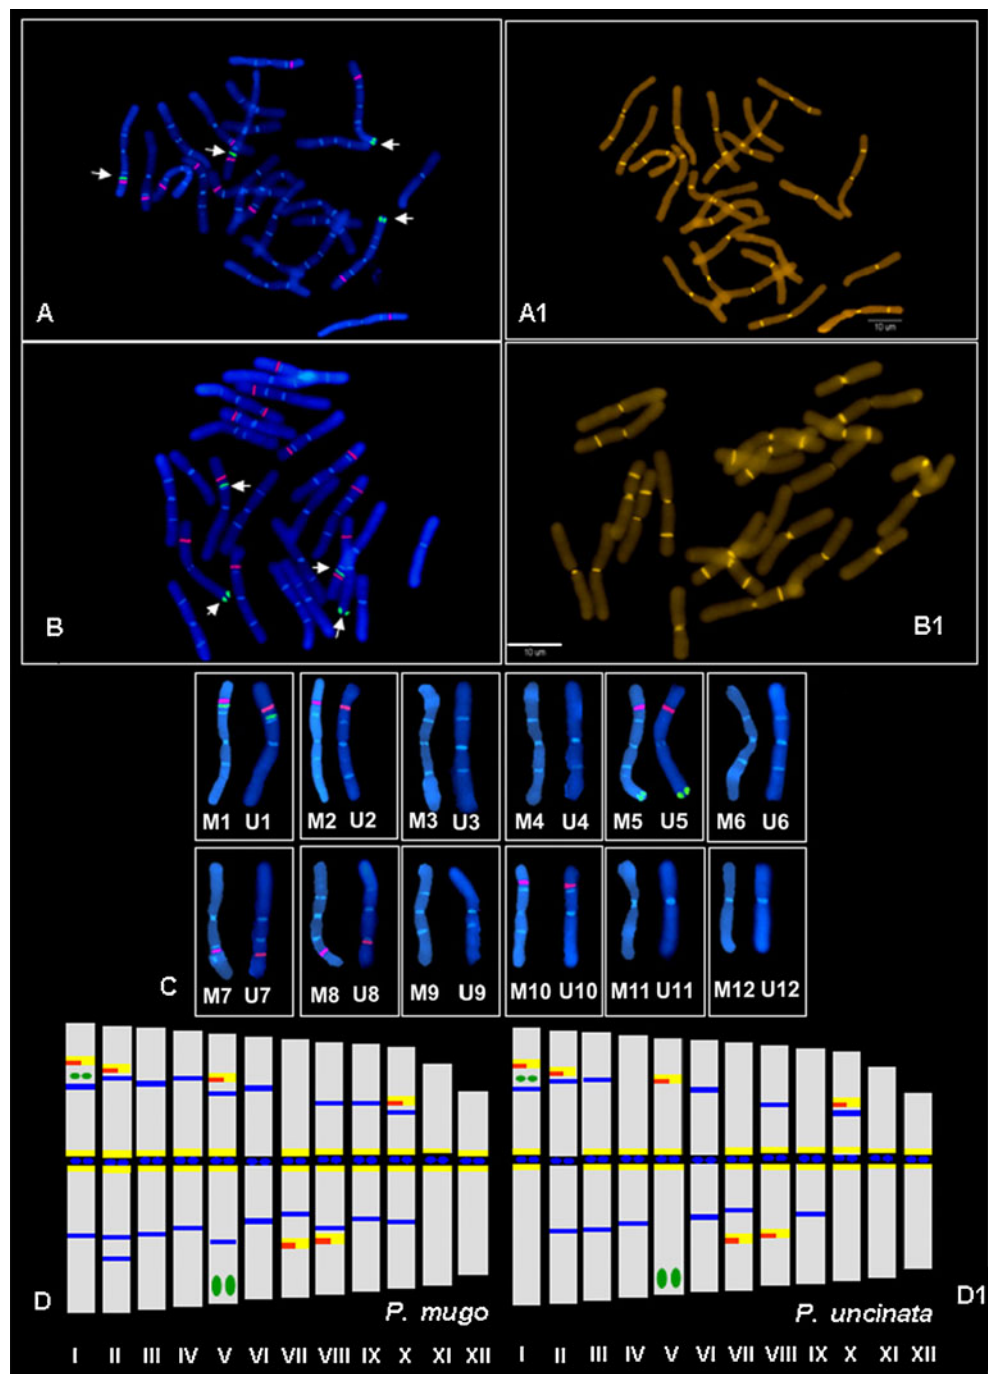 A
A1
10 um
B
B1
10 um
M1 U1
M2 U2
M3 U3
M4 U4
M5 U5
M6 U6
C
M7 U7
M8 U8
M9 U9
M10 U10
M11 U11
M12 U12
D
P. mugo
P. uncinata
D1
I II III IV V VI VII VIII IX X XI XII
I II III IV V VI VII VIII IX X XI XII